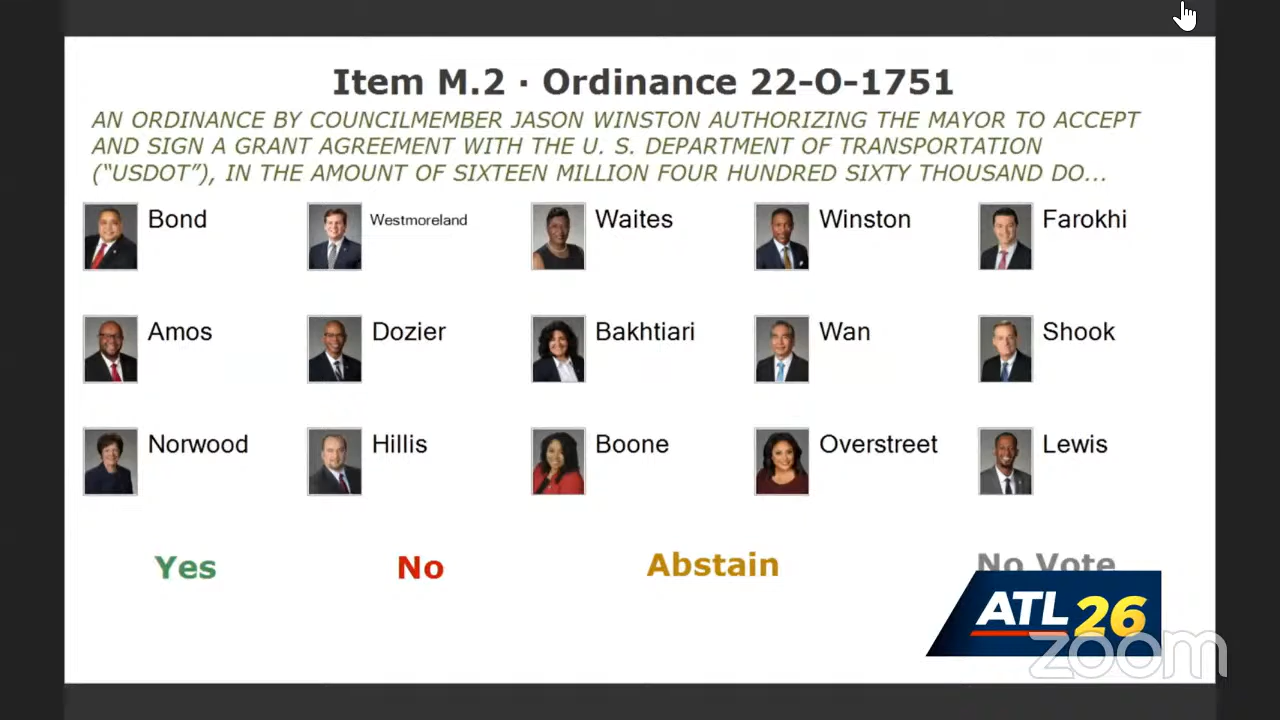 Item M.2 · Ordinance 22-O-1751
AN ORDINANCE BY COUNCILMEMBER JASON WINSTON AUTHORIZING THE MAYOR TO ACCEPT
AND SIGN A GRANT AGREEMENT WITH THE U. S. DEPARTMENT OF TRANSPORTATION
(“USDOT”), IN THE AMOUNT OF SIXTEEN MILLION FOUR HUNDRED SIXTY THOUSAND DO...
Bond Westmoreland Waites Winston Farokhi
Amos Dozier Bakhtiari Wan Shook
Norwood Hillis Boone Overstreet Lewis
Yes No Abstain No Vote
ATL 26
zoom